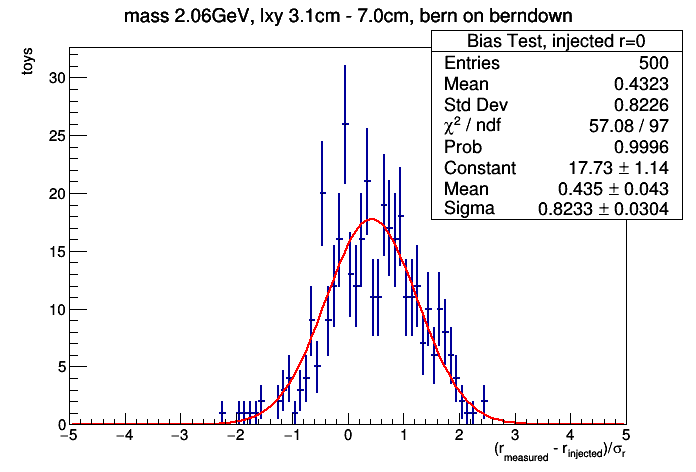 mass 2.06GeV, lxy 3.1cm - 7.0cm, bern on berndown
Bias Test, injected r=0
Entries 500
Mean 0.4323
Std Dev 0.8226
χ² / ndf 57.08 / 97
Prob 0.9996
Constant 17.73 ± 1.14
Mean 0.435 ± 0.043
Sigma 0.8233 ± 0.0304
toys
30
25
20
15
10
5
0
−5 −4 −3 −2 −1 0 1 2 3 4 5
(r_measured - r_injected)/σ_r